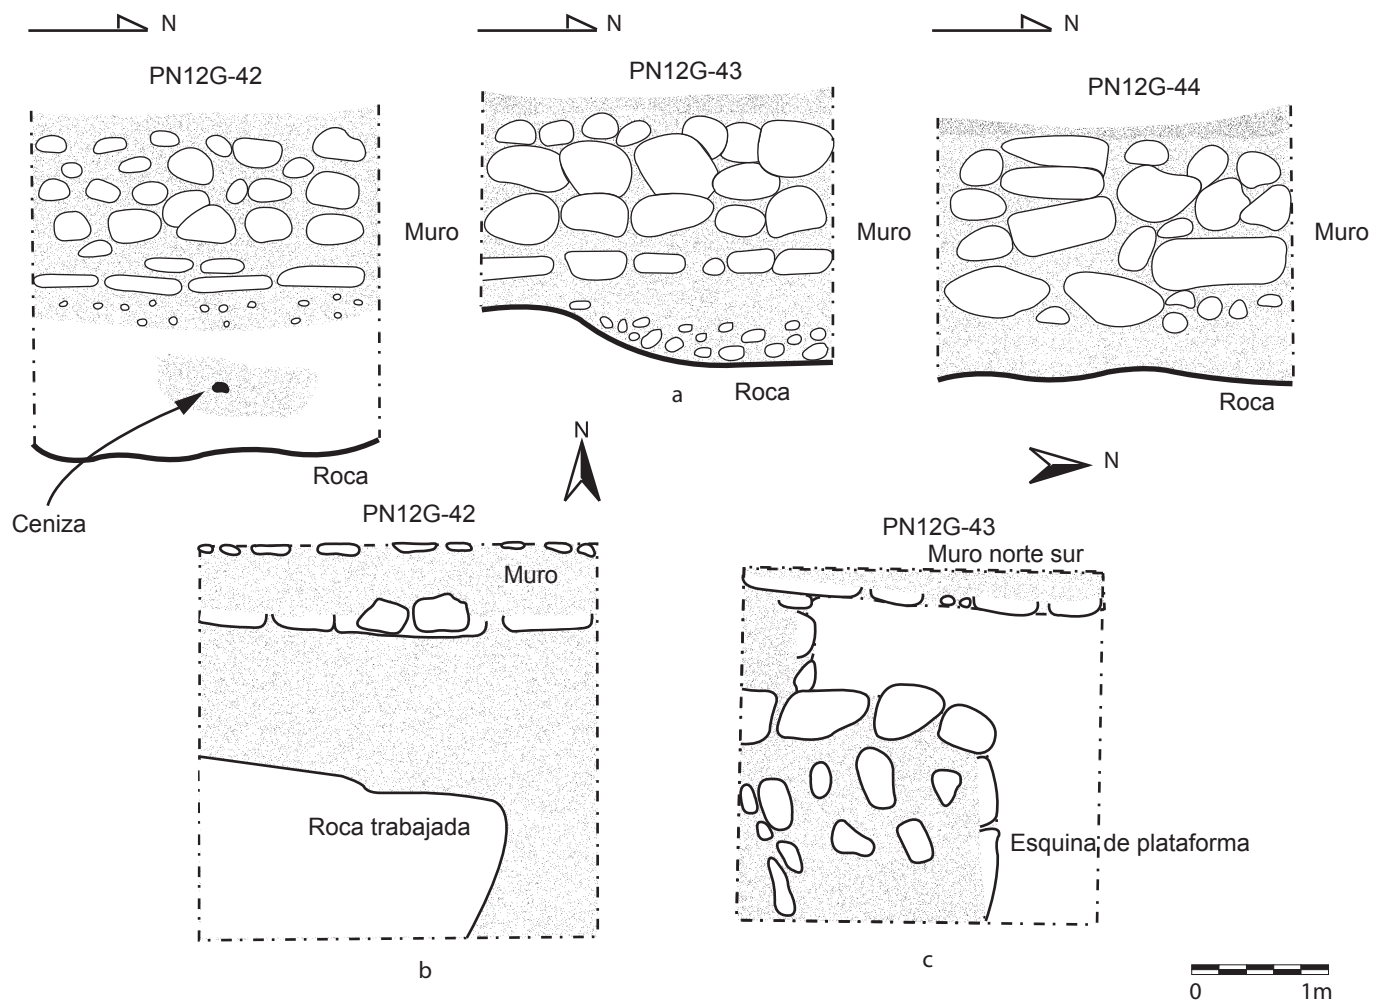 N
N
N
PN12G-42
PN12G-43
PN12G-44
Muro
Muro
Muro
Roca
a
Roca
Roca
Ceniza
N
N
PN12G-42
Muro
Roca trabajada
b
PN12G-43
Muro norte sur
Esquina de plataforma
c
0 1m